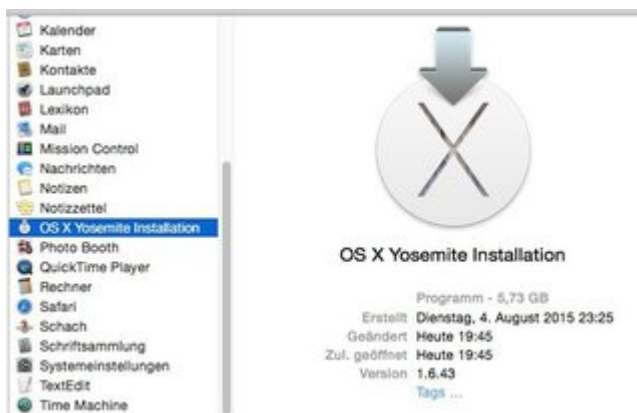 Kalender
Karten
Kontakte
Launchpad
Lexikon
Mail
Mission Control
Nachrichten
Notizen
Notizzettel
OS X Yosemite Installation
Photo Booth
QuickTime Player
Rechner
Safari
Schach
Schriftsammlung
Systemeinstellungen
TextEdit
Time Machine
OS X Yosemite Installation
Programm - 5,73 GB
Erstellt Dienstag, 4. August 2015 23:25
Geändert Heute 19:45
Zul. geöffnet Heute 19:45
Version 1.6.43
Tags ...